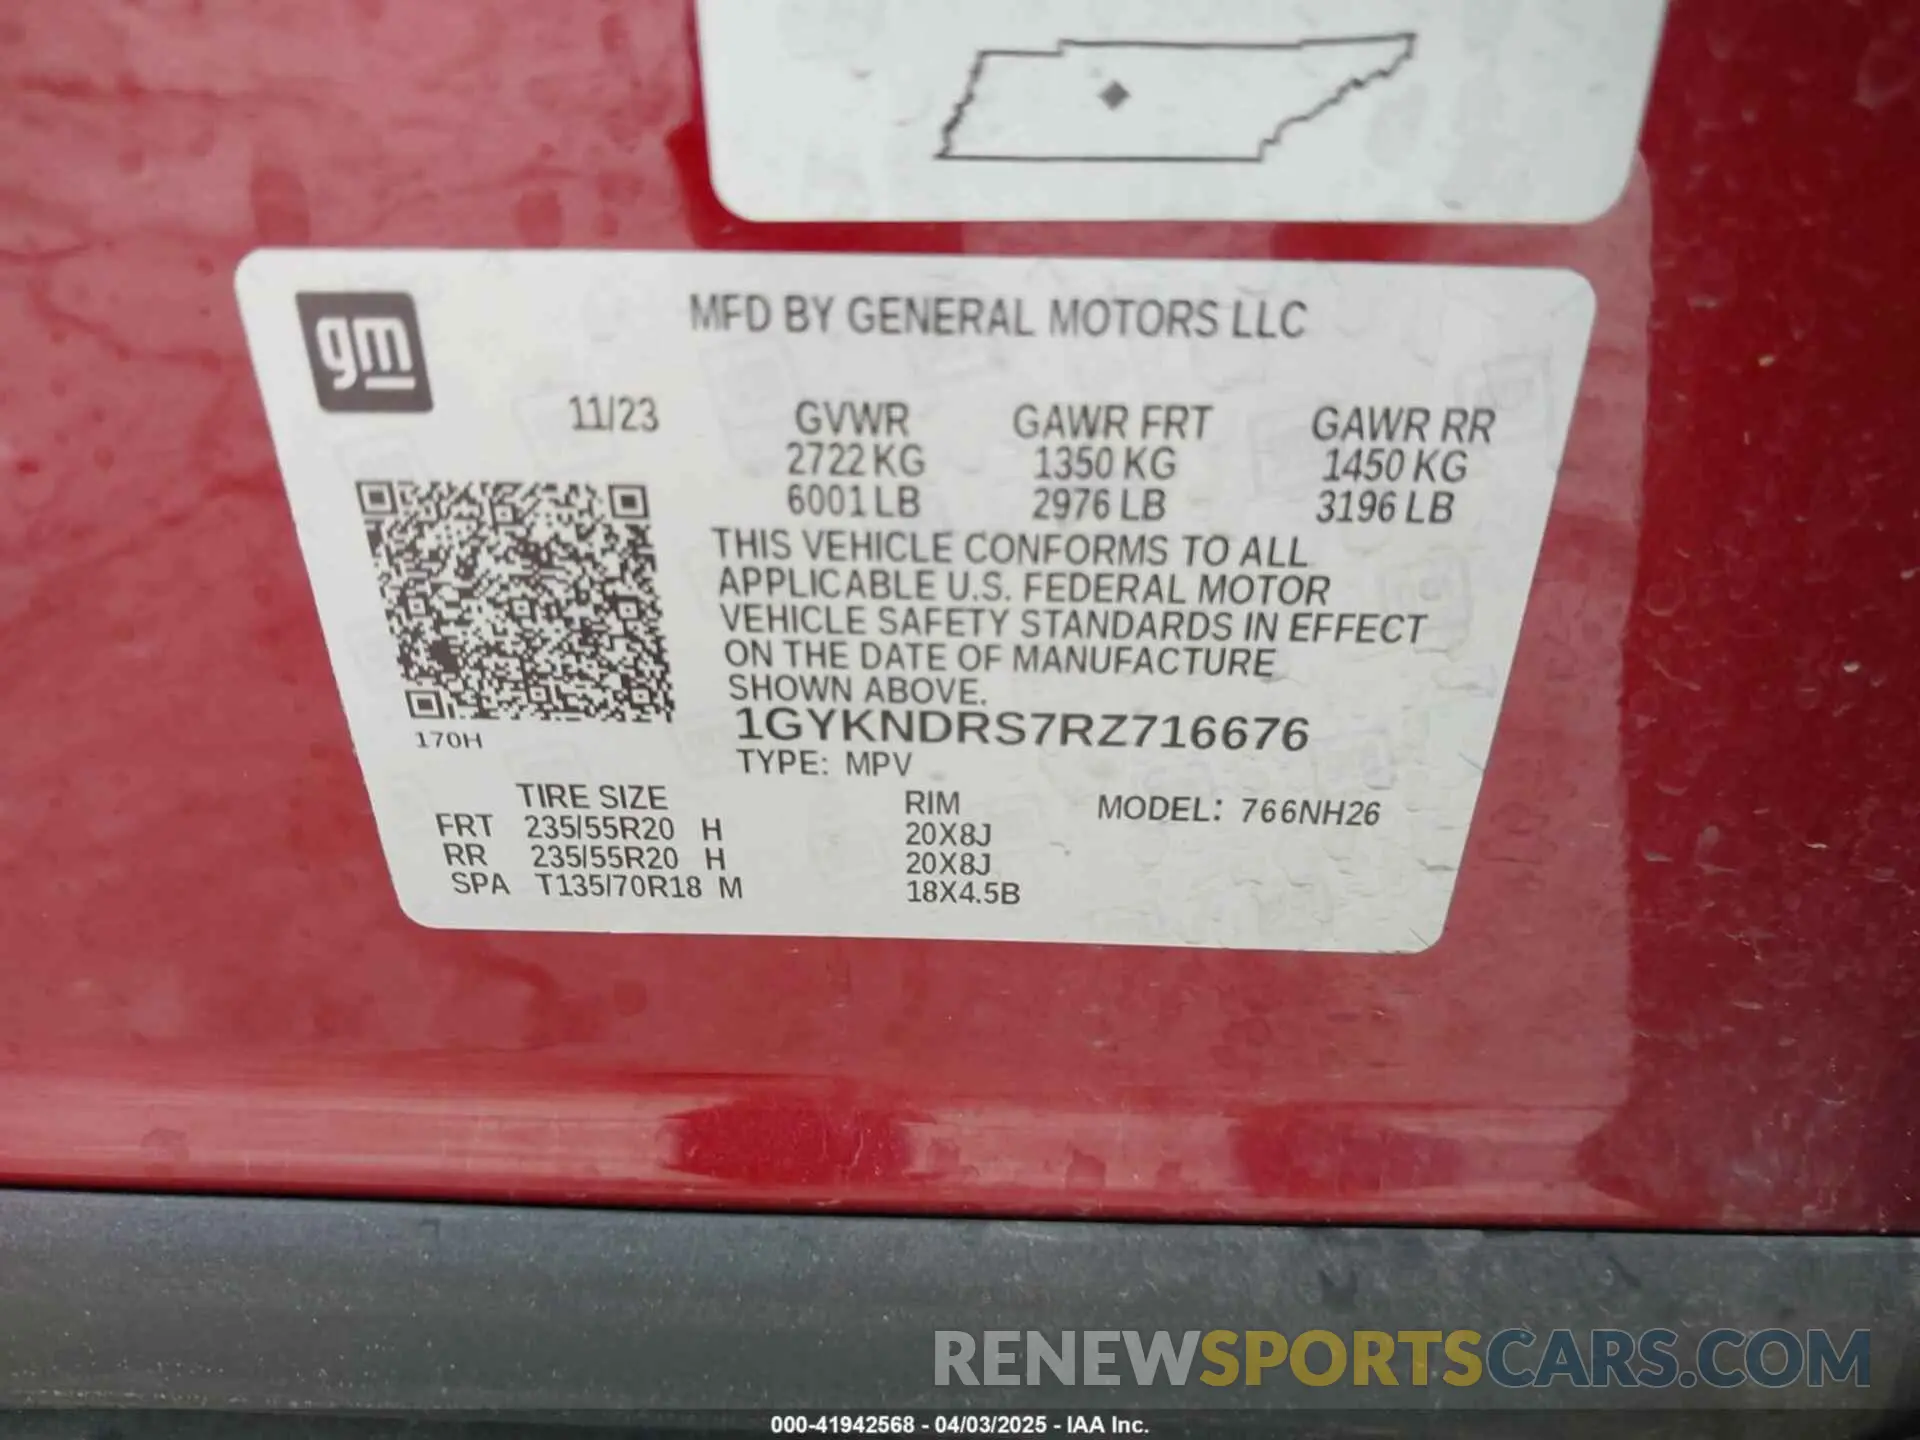 gm
MFD BY GENERAL MOTORS LLC
11/23 GVWR GAWR FRT GAWR RR
2722 KG 1350 KG 1450 KG
6001 LB 2976 LB 3196 LB
THIS VEHICLE CONFORMS TO ALL
APPLICABLE U.S. FEDERAL MOTOR
VEHICLE SAFETY STANDARDS IN EFFECT
ON THE DATE OF MANUFACTURE
SHOWN ABOVE.
1GYKNDRS7RZ716676
170H
TYPE: MPV
TIRE SIZE RIM MODEL: 766NH26
FRT 235/55R20 H 20X8J
RR 235/55R20 H 20X8J
SPA T135/70R18 M 18X4.5B
RENEWSPORTSCARS.COM
000-41942568 - 04/03/2025 - IAA Inc.